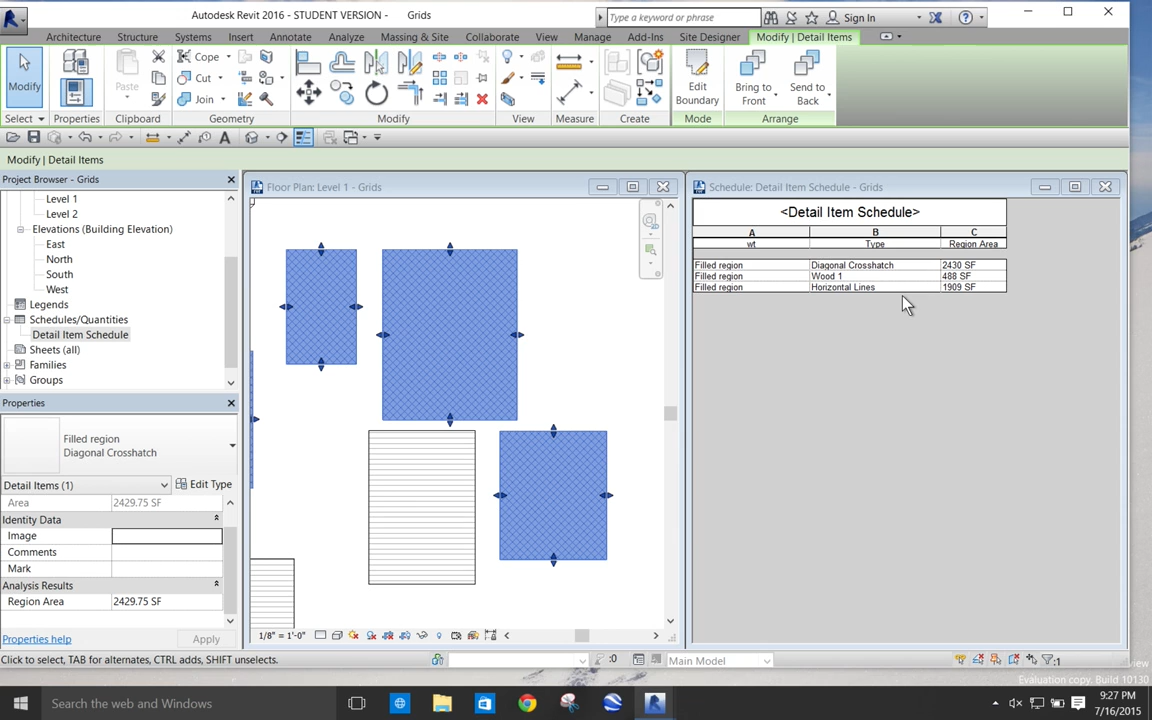 Autodesk Revit 2016 - STUDENT VERSION - Grids
Type a keyword or phrase
Sign In
Architecture Structure Systems Insert Annotate Analyze Massing & Site Collaborate View Manage Add-Ins Site Designer Modify | Detail Items
Modify
Paste
Cope
Cut
Join
Edit Boundary
Bring to Front
Send to Back
Select Properties Clipboard Geometry Modify View Measure Create Mode Arrange
Modify | Detail Items
Project Browser - Grids
Level 1
Level 2
Elevations (Building Elevation)
East
North
South
West
Legends
Schedules/Quantities
Detail Item Schedule
Sheets (all)
Families
Groups
Properties
Filled region
Diagonal Crosshatch
Detail Items (1)
Edit Type
Area 2429.75 SF
Identity Data
Image
Comments
Mark
Analysis Results
Region Area 2429.75 SF
Properties help
Apply
Floor Plan: Level 1 - Grids
1/8" = 1'-0"
Schedule: Detail Item Schedule - Grids
<Detail Item Schedule>
A B C
wt Type Region Area
Filled region Diagonal Crosshatch 2430 SF
Filled region Wood 1 488 SF
Filled region Horizontal Lines 1909 SF
Click to select, TAB for alternates, CTRL adds, SHIFT unselects.
:0
Main Model
:1
Evaluation copy. Build 10130
Search the web and Windows
9:27 PM
7/16/2015